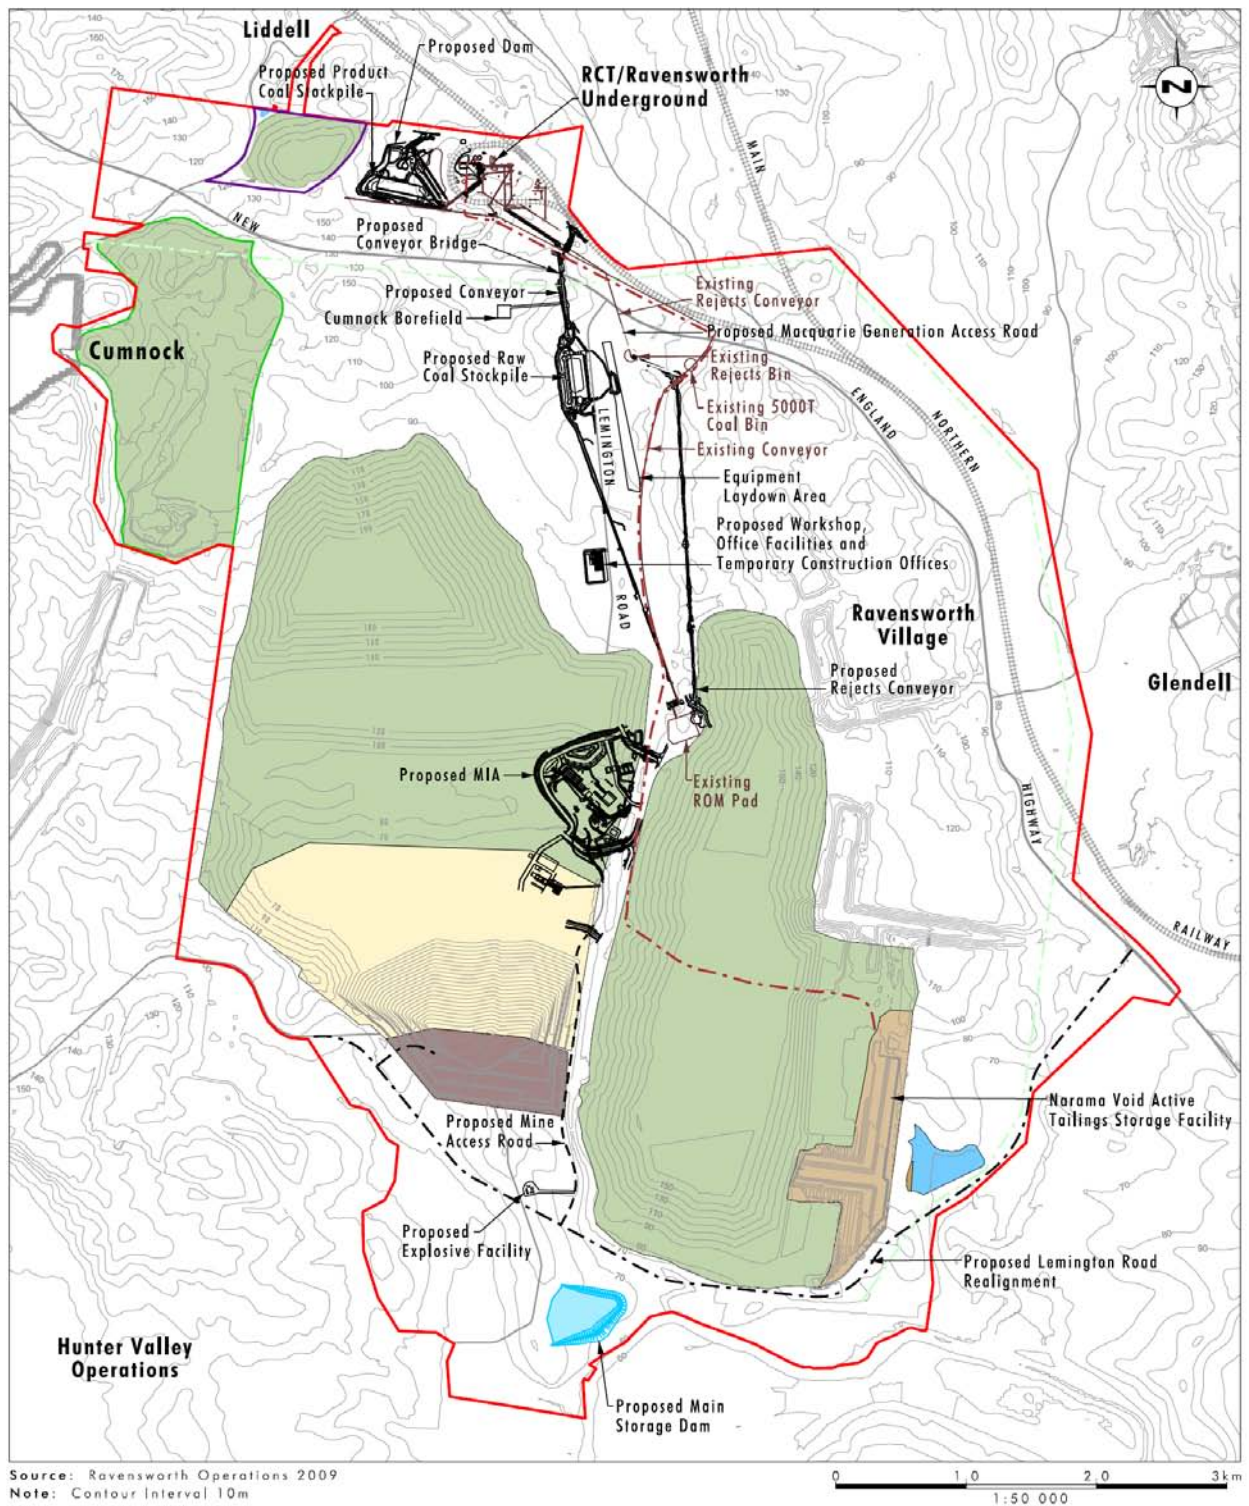 Liddell
Proposed Dam
Proposed Product
Coal Stockpile
RCT/Ravensworth
Underground
N
MAIN
NEW
Proposed
Conveyor Bridge
Proposed Conveyor
Cumnock Borefield
Existing
Rejects Conveyor
Proposed Macquarie Generation Access Road
Cumnock
Proposed Raw
Coal Stockpile
Existing
Rejects Bin
Existing 5000T
Coal Bin
ENGLAND
NORTHERN
LEMINGTON
Existing Conveyor
Equipment
Laydown Area
Proposed Workshop,
Office Facilities and
Temporary Construction Offices
ROAD
Ravensworth
Village
Proposed
Rejects Conveyor
Glendell
Proposed MIA
Existing
ROM Pad
HIGHWAY
RAILWAY
Narama Void Active
Tailings Storage Facility
Proposed Mine
Access Road
Proposed
Explosive Facility
Proposed Lemington Road
Realignment
Hunter Valley
Operations
Proposed Main
Storage Dam
Source: Ravensworth Operations 2009
Note: Contour Interval 10m
0 1.0 2.0 3km
1:50 000